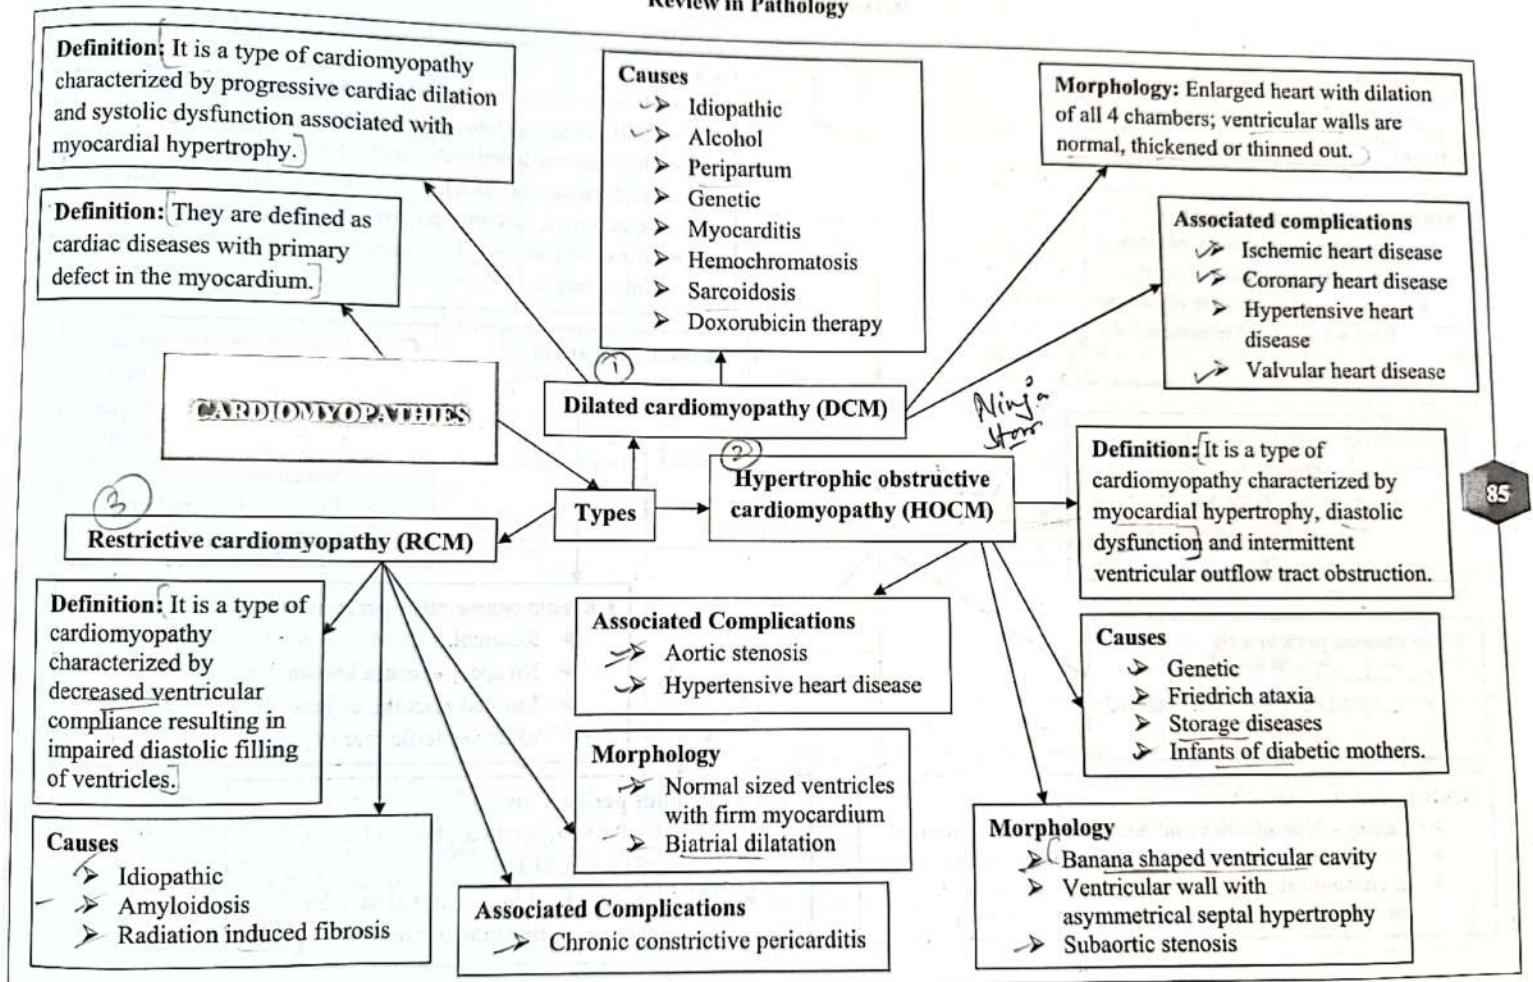 Review in Pathology
Definition: It is a type of cardiomyopathy
characterized by progressive cardiac dilation
and systolic dysfunction associated with
myocardial hypertrophy.
Definition: They are defined as
cardiac diseases with primary
defect in the myocardium.
CARDIOMYOPATHIES
Causes
Idiopathic
Alcohol
Peripartum
Genetic
Myocarditis
Hemochromatosis
Sarcoidosis
Doxorubicin therapy
Morphology: Enlarged heart with dilation
of all 4 chambers; ventricular walls are
normal, thickened or thinned out.
Associated complications
Ischemic heart disease
Coronary heart disease
Hypertensive heart
disease
Valvular heart disease
1
Dilated cardiomyopathy (DCM)
Ninja
2
Hypertrophic obstructive
cardiomyopathy (HOCM)
Types
3
Restrictive cardiomyopathy (RCM)
Definition: It is a type of
cardiomyopathy characterized by
myocardial hypertrophy, diastolic
dysfunction and intermittent
ventricular outflow tract obstruction.
85
Definition: It is a type of
cardiomyopathy
characterized by
decreased ventricular
compliance resulting in
impaired diastolic filling
of ventricles.
Associated Complications
Aortic stenosis
Hypertensive heart disease
Causes
Genetic
Friedrich ataxia
Storage diseases
Infants of diabetic mothers.
Morphology
Normal sized ventricles
with firm myocardium
Biatrial dilatation
Causes
Idiopathic
Amyloidosis
Radiation induced fibrosis
Associated Complications
Chronic constrictive pericarditis
Morphology
Banana shaped ventricular cavity
Ventricular wall with
asymmetrical septal hypertrophy
Subaortic stenosis